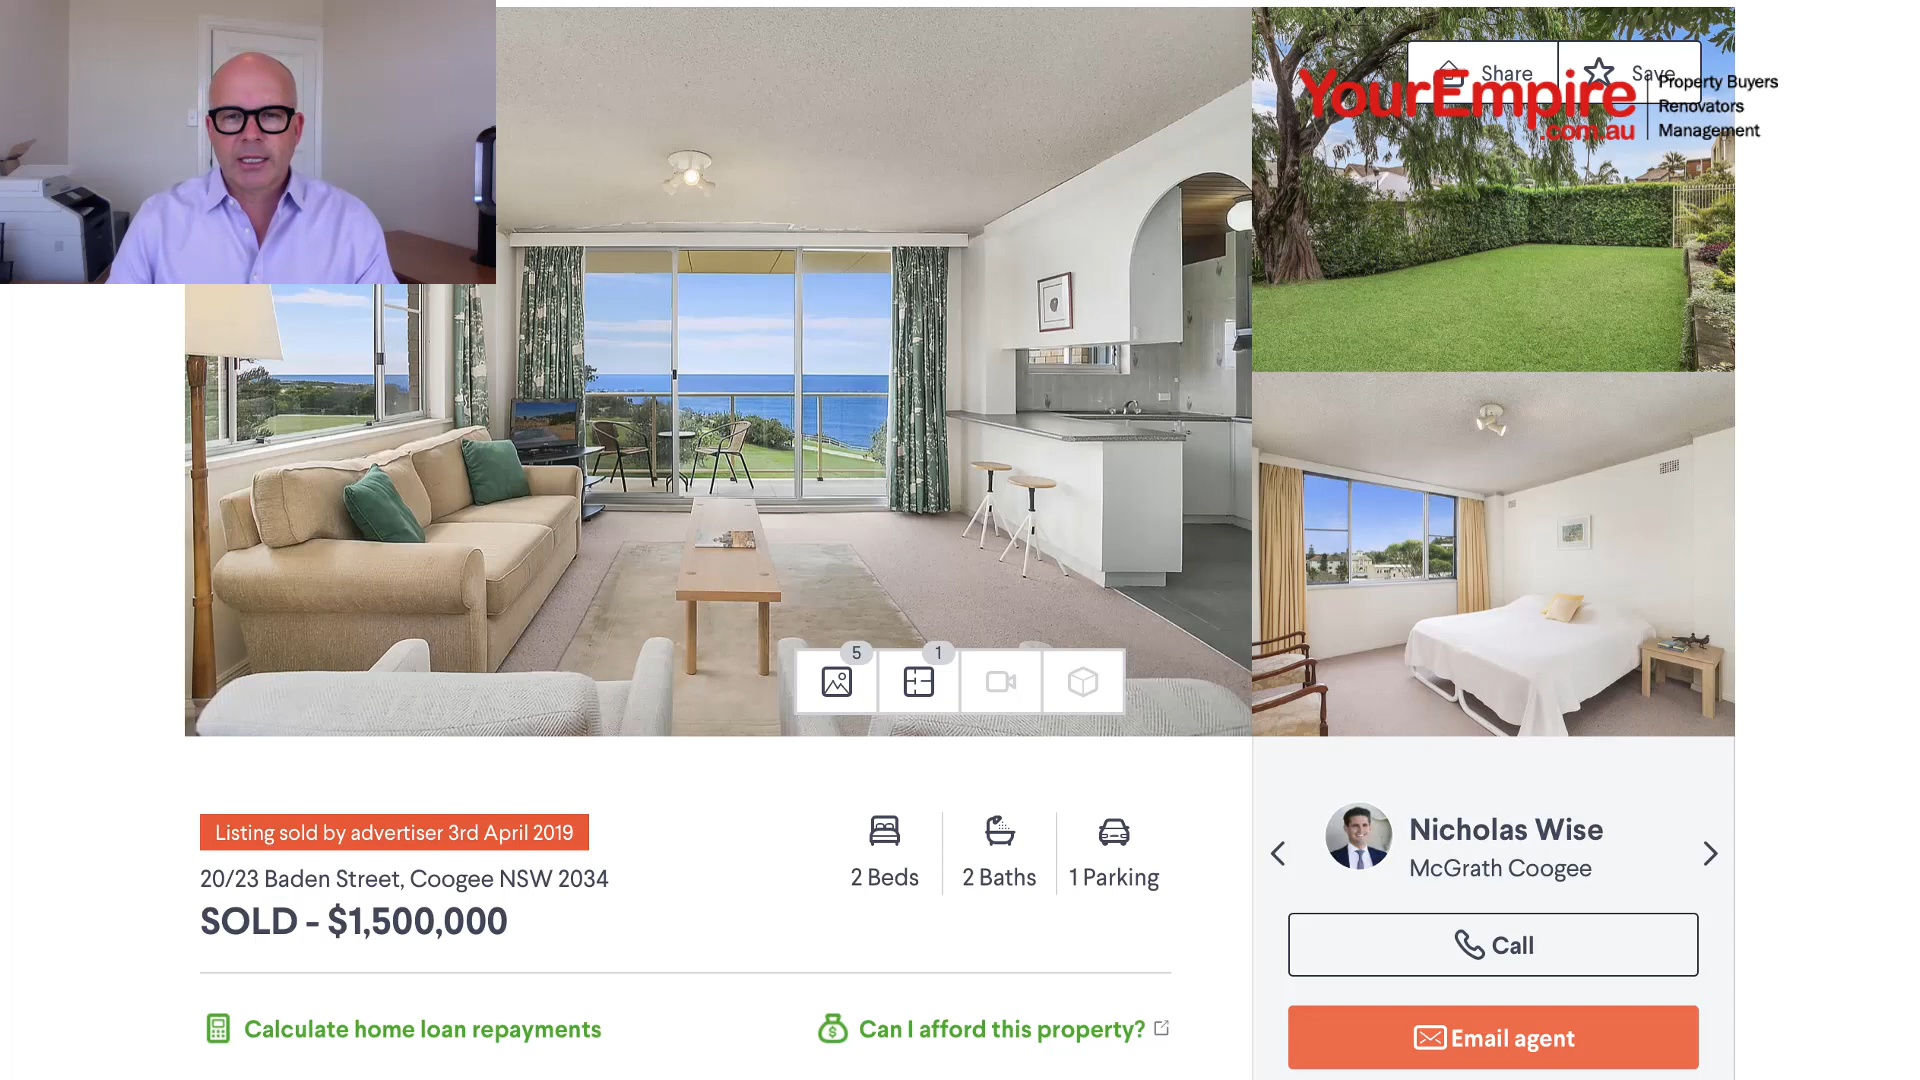 Share
Save
YourEmpire
.com.au
Property Buyers
Renovators
Management
5
1
Listing sold by advertiser 3rd April 2019
20/23 Baden Street, Coogee NSW 2034
SOLD - $1,500,000
2 Beds
2 Baths
1 Parking
Nicholas Wise
McGrath Coogee
Call
Email agent
Calculate home loan repayments
Can I afford this property?